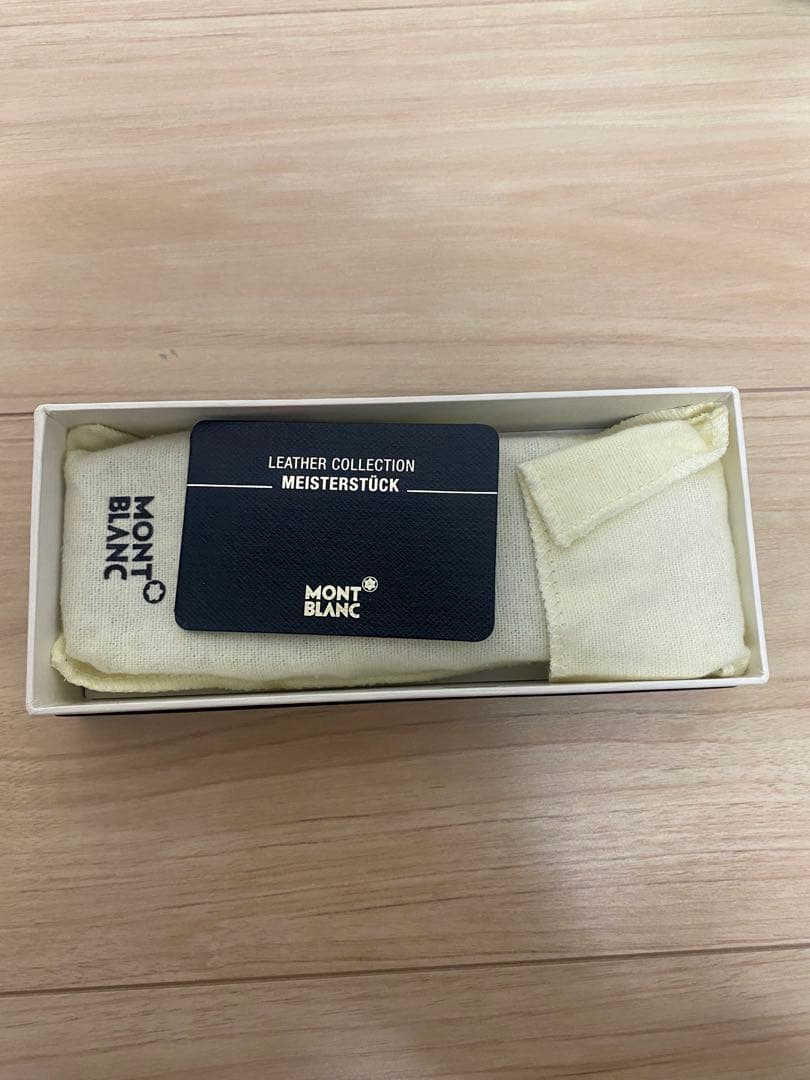 LEATHER COLLECTION
MEISTERSTÜCK
MONT
BLANC
MONT
BLANC